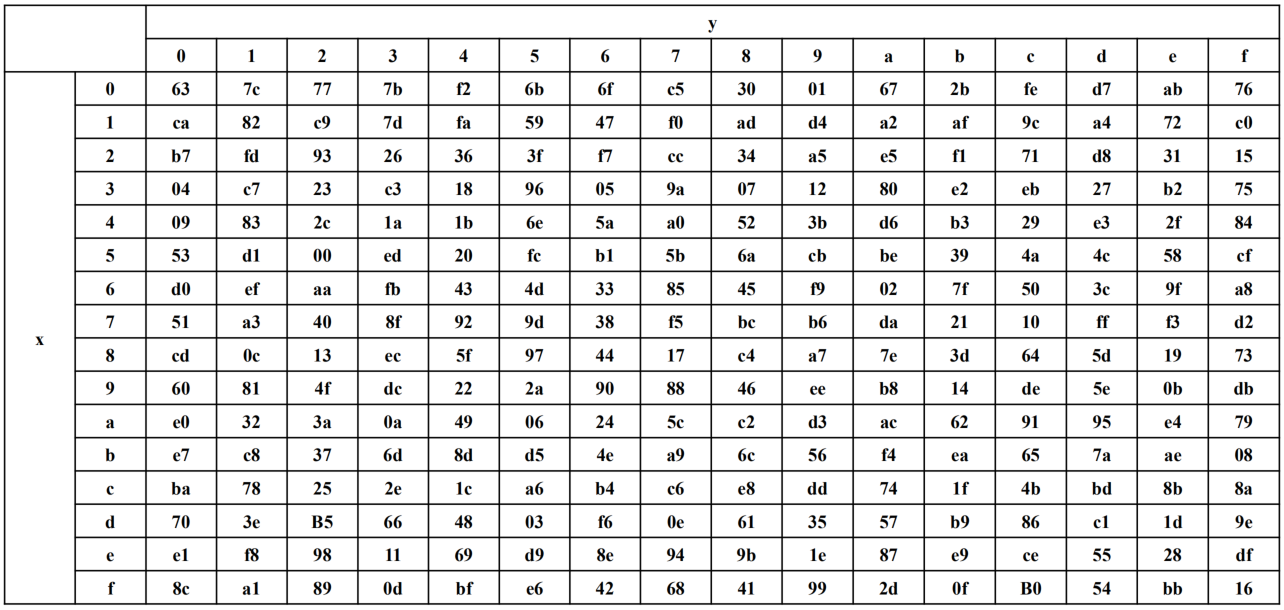 y
0 1 2 3 4 5 6 7 8 9 a b c d e f
0 63 7c 77 7b f2 6b 6f c5 30 01 67 2b fe d7 ab 76
1 ca 82 c9 7d fa 59 47 f0 ad d4 a2 af 9c a4 72 c0
2 b7 fd 93 26 36 3f f7 cc 34 a5 e5 f1 71 d8 31 15
3 04 c7 23 c3 18 96 05 9a 07 12 80 e2 eb 27 b2 75
4 09 83 2c 1a 1b 6e 5a a0 52 3b d6 b3 29 e3 2f 84
5 53 d1 00 ed 20 fc b1 5b 6a cb be 39 4a 4c 58 cf
6 d0 ef aa fb 43 4d 33 85 45 f9 02 7f 50 3c 9f a8
7 51 a3 40 8f 92 9d 38 f5 bc b6 da 21 10 ff f3 d2
x
8 cd 0c 13 ec 5f 97 44 17 c4 a7 7e 3d 64 5d 19 73
9 60 81 4f dc 22 2a 90 88 46 ee b8 14 de 5e 0b db
a e0 32 3a 0a 49 06 24 5c c2 d3 ac 62 91 95 e4 79
b e7 c8 37 6d 8d d5 4e a9 6c 56 f4 ea 65 7a ae 08
c ba 78 25 2e 1c a6 b4 c6 e8 dd 74 1f 4b bd 8b 8a
d 70 3e B5 66 48 03 f6 0e 61 35 57 b9 86 c1 1d 9e
e e1 f8 98 11 69 d9 8e 94 9b 1e 87 e9 ce 55 28 df
f 8c a1 89 0d bf e6 42 68 41 99 2d 0f B0 54 bb 16